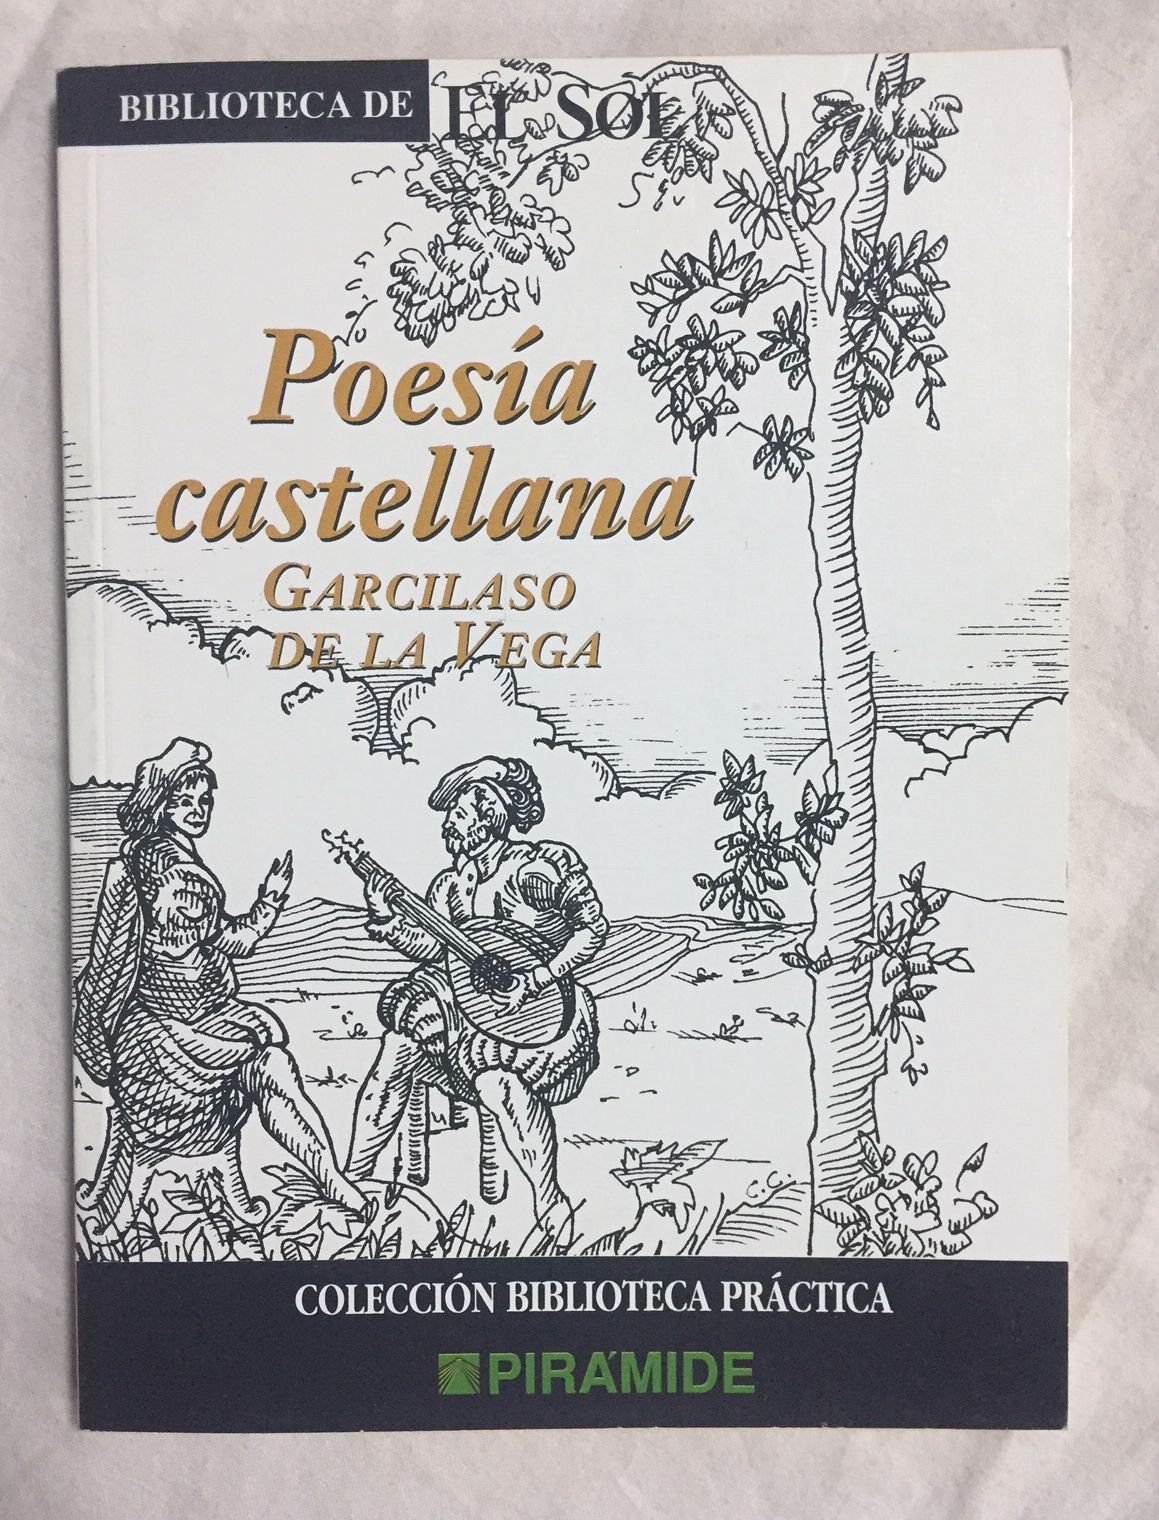 BIBLIOTECA DE EL SOL
Poesía
castellana
GARCILASO
DE LA VEGA
C.C.
COLECCIÓN BIBLIOTECA PRÁCTICA
PIRÁMIDE